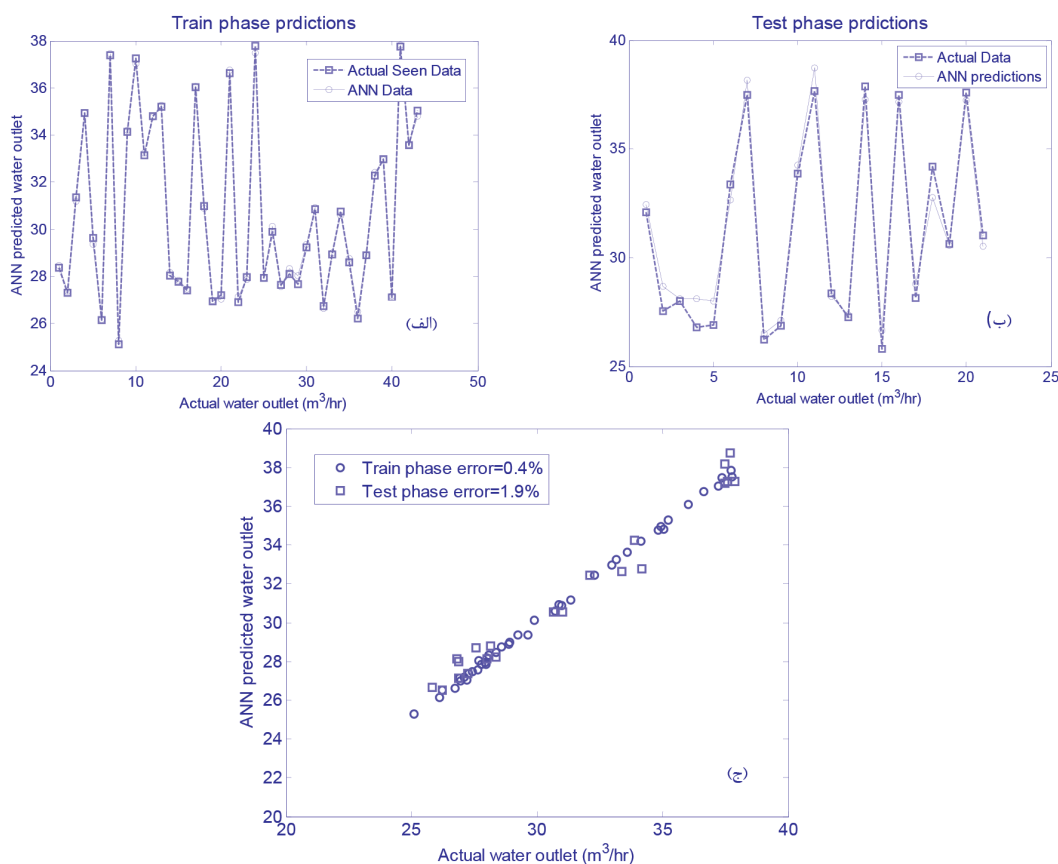 Train phase prdictions
ANN predicted water outlet
38
36
34
32
30
28
26
24
0
10
20
30
40
50
Actual Seen Data
ANN Data
(الف)
Actual water outlet (m³/hr)
Test phase prdictions
ANN predicted water outlet
40
35
30
25
0
5
10
15
20
25
Actual Data
ANN predictions
(ب)
Actual water outlet (m³/hr)
ANN predicted water outlet
40
38
36
34
32
30
28
26
24
22
20
20
25
30
35
40
Train phase error=0.4%
Test phase error=1.9%
(ج)
Actual water outlet (m³/hr)